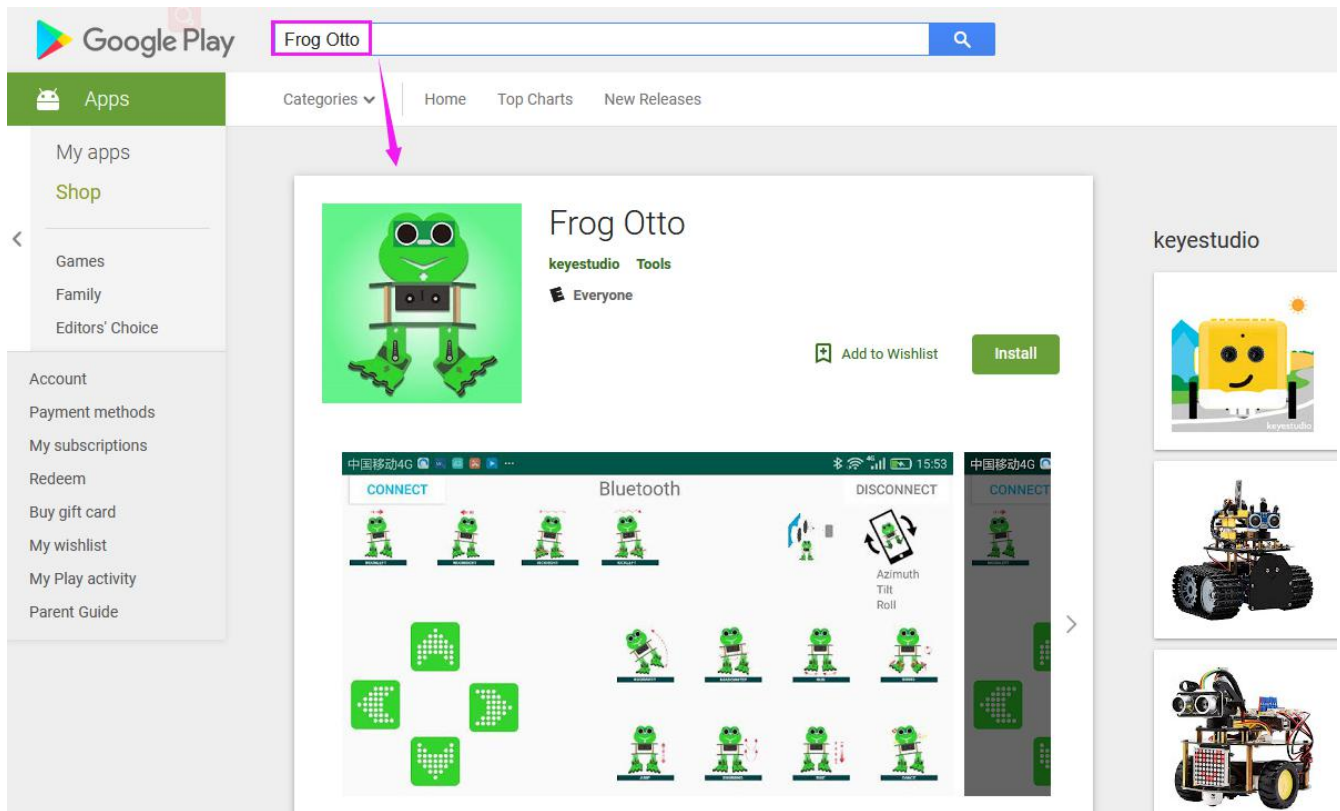 Google Play
Frog Otto
Apps
Categories
Home
Top Charts
New Releases
My apps
Shop
Games
Family
Editors' Choice
Account
Payment methods
My subscriptions
Redeem
Buy gift card
My wishlist
My Play activity
Parent Guide
Frog Otto
keyestudio Tools
E Everyone
Add to Wishlist
Install
中国移动4G ... 4G 15:53
CONNECT Bluetooth DISCONNECT
Azimuth
Tilt
Roll
中国移动4G
CONNECT
keyestudio
keyestudio